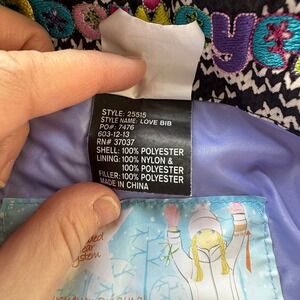 STYLE: 25515
STYLE NAME: LOVE BIB
PO#: 7476
603-12-13
RN# 37037
SHELL: 100% POLYESTER
LINING: 100% NYLON &
100% POLYESTER
FILLER: 100% POLYESTER
MADE IN CHINA